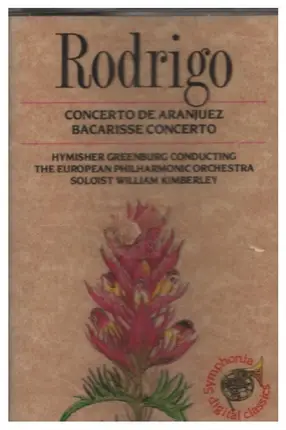 Rodrigo
CONCERTO DE ARANJUEZ
BACARISSE CONCERTO
HYMISHER GREENBURG CONDUCTING
THE EUROPEAN PHILHARMONIC ORCHESTRA
SOLOIST WILLIAM KIMBERLEY
Symphonia
digital classics